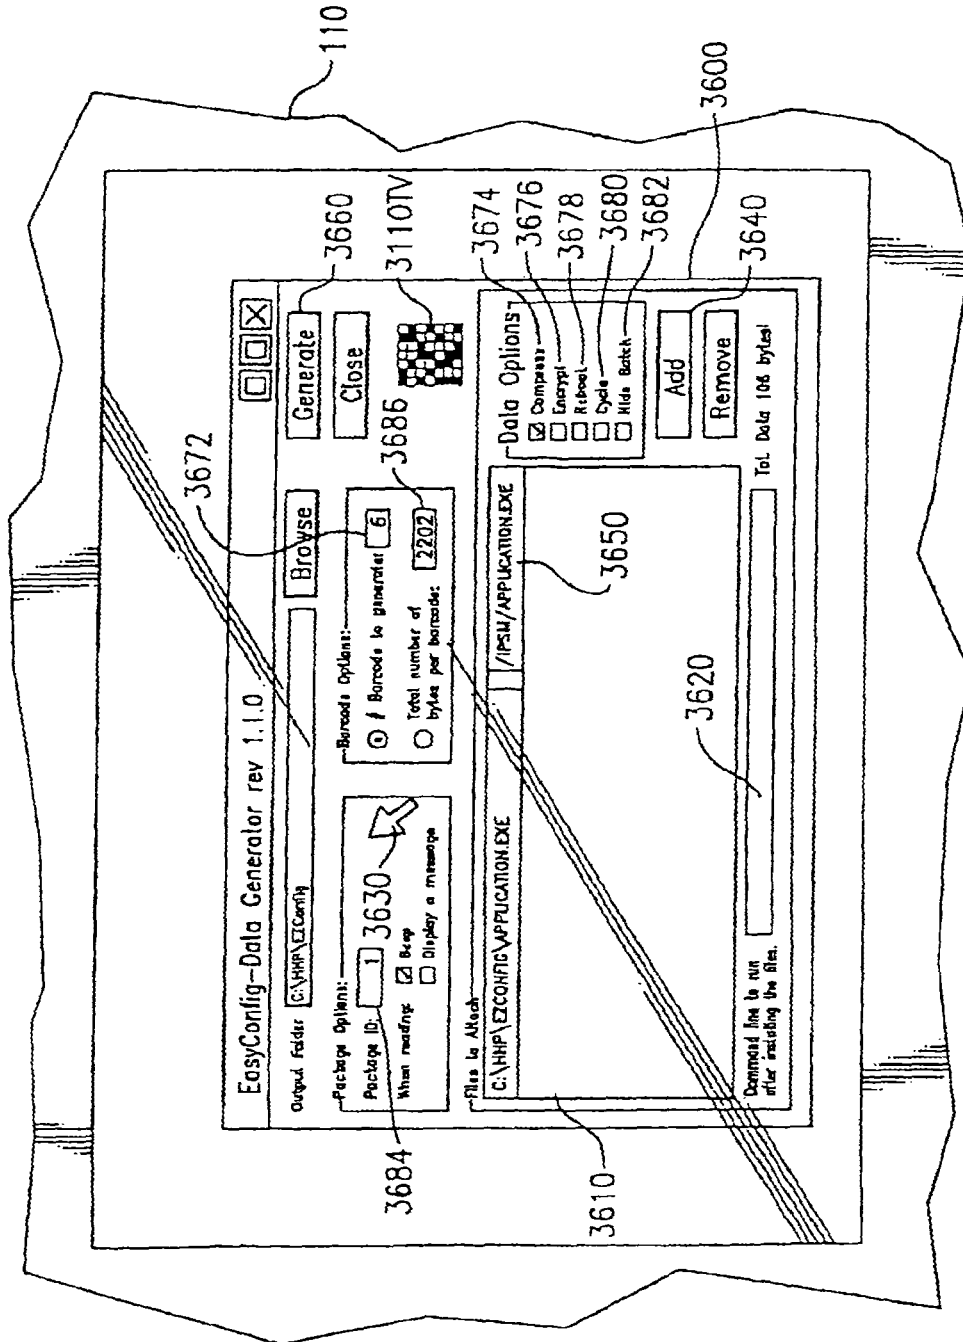 110
3600
EasyConfig-Data Generator rev 1.1.0
Output Folder C:\HHP\EZConfig Browse Generate
3660
Close
3672
3110TV
Package Options:
Package ID: 1
3630
When reading: Beep
Display a message
3684
Barcode Options:
# Barcode to generate: 6
Total number of
bytes per barcode: 2202
3686
Files to Attach
C:\HHP\EZCONFIG\APPLICATION.EXE /IPSM/APPLICATION.EXE
3610
3650
Data Options
Compress
Encrypt
Reboot
Cycle
Hide Batch
3674
3676
3678
3680
3682
Add
3640
Remove
3620
Command line to run
after installing the files.
Tot. Data 106 bytes!